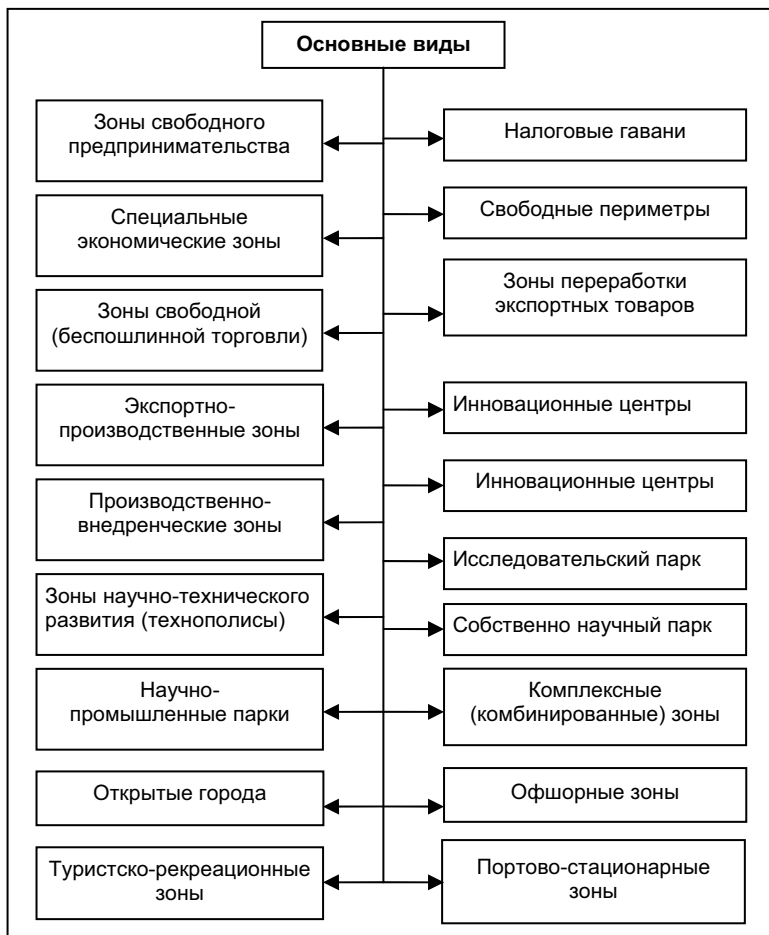 Основные виды
Зоны свободного
предпринимательства
Специальные
экономические зоны
Зоны свободной
(беспошлинной торговли)
Экспортно-
производственные зоны
Производственно-
внедренческие зоны
Зоны научно-технического
развития (технополисы)
Научно-
промышленные парки
Открытые города
Туристско-рекреационные
зоны
Налоговые гавани
Свободные периметры
Зоны переработки
экспортных товаров
Инновационные центры
Инновационные центры
Исследовательский парк
Собственно научный парк
Комплексные
(комбинированные) зоны
Офшорные зоны
Портово-стационарные
зоны